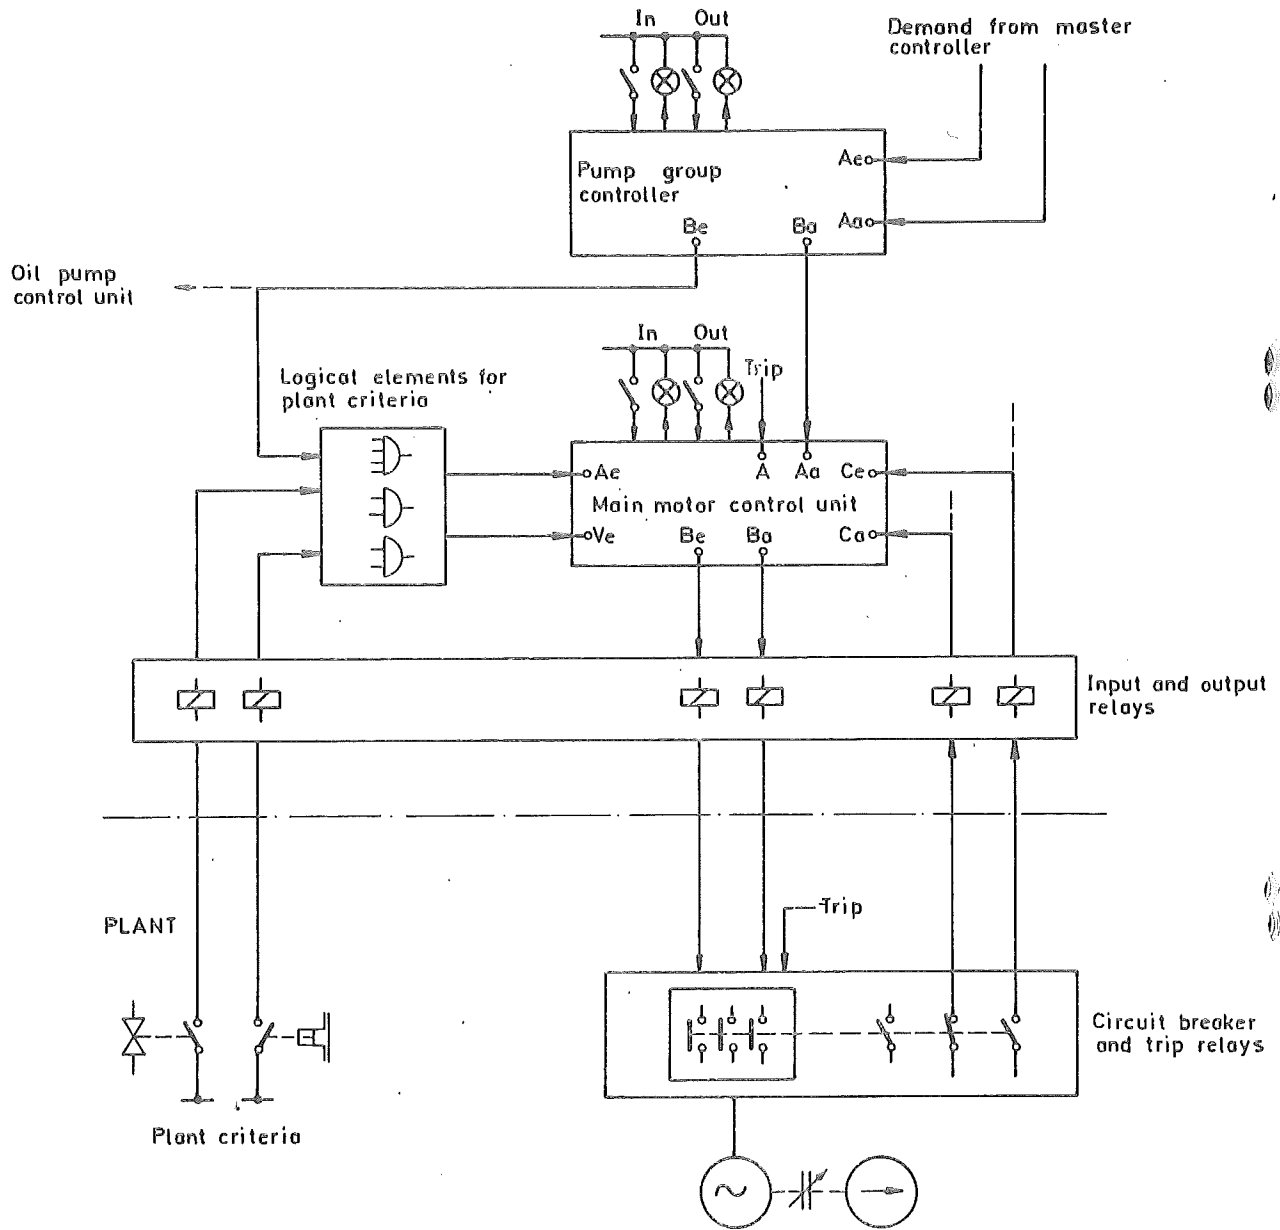 In Out
Demand from master
controller
Pump group
controller
Ae
Aa
Be
Ba
Oil pump
control unit
In Out
Trip
Logical elements for
plant criteria
Ae
A
Aa
Ce
Main motor control unit
Ve
Be
Ba
Ca
Input and output
relays
PLANT
Trip
Circuit breaker
and trip relays
Plant criteria